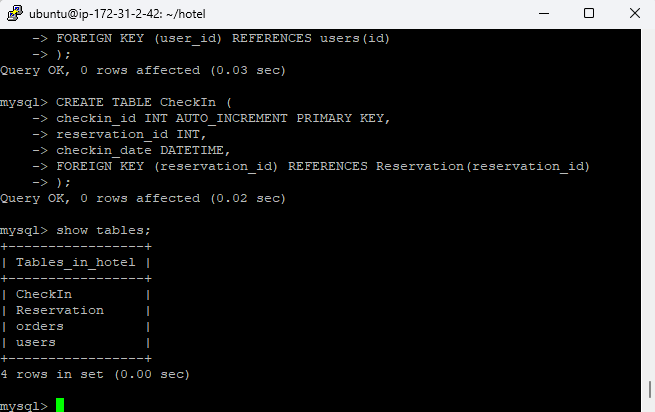 ubuntu@ip-172-31-2-42: ~/hotel
    -> FOREIGN KEY (user_id) REFERENCES users(id)
    -> );
Query OK, 0 rows affected (0.03 sec)

mysql> CREATE TABLE CheckIn (
    -> checkin_id INT AUTO_INCREMENT PRIMARY KEY,
    -> reservation_id INT,
    -> checkin_date DATETIME,
    -> FOREIGN KEY (reservation_id) REFERENCES Reservation(reservation_id)
    -> );
Query OK, 0 rows affected (0.02 sec)

mysql> show tables;
+-----------------+
| Tables_in_hotel |
+-----------------+
| CheckIn         |
| Reservation     |
| orders          |
| users           |
+-----------------+
4 rows in set (0.00 sec)

mysql>